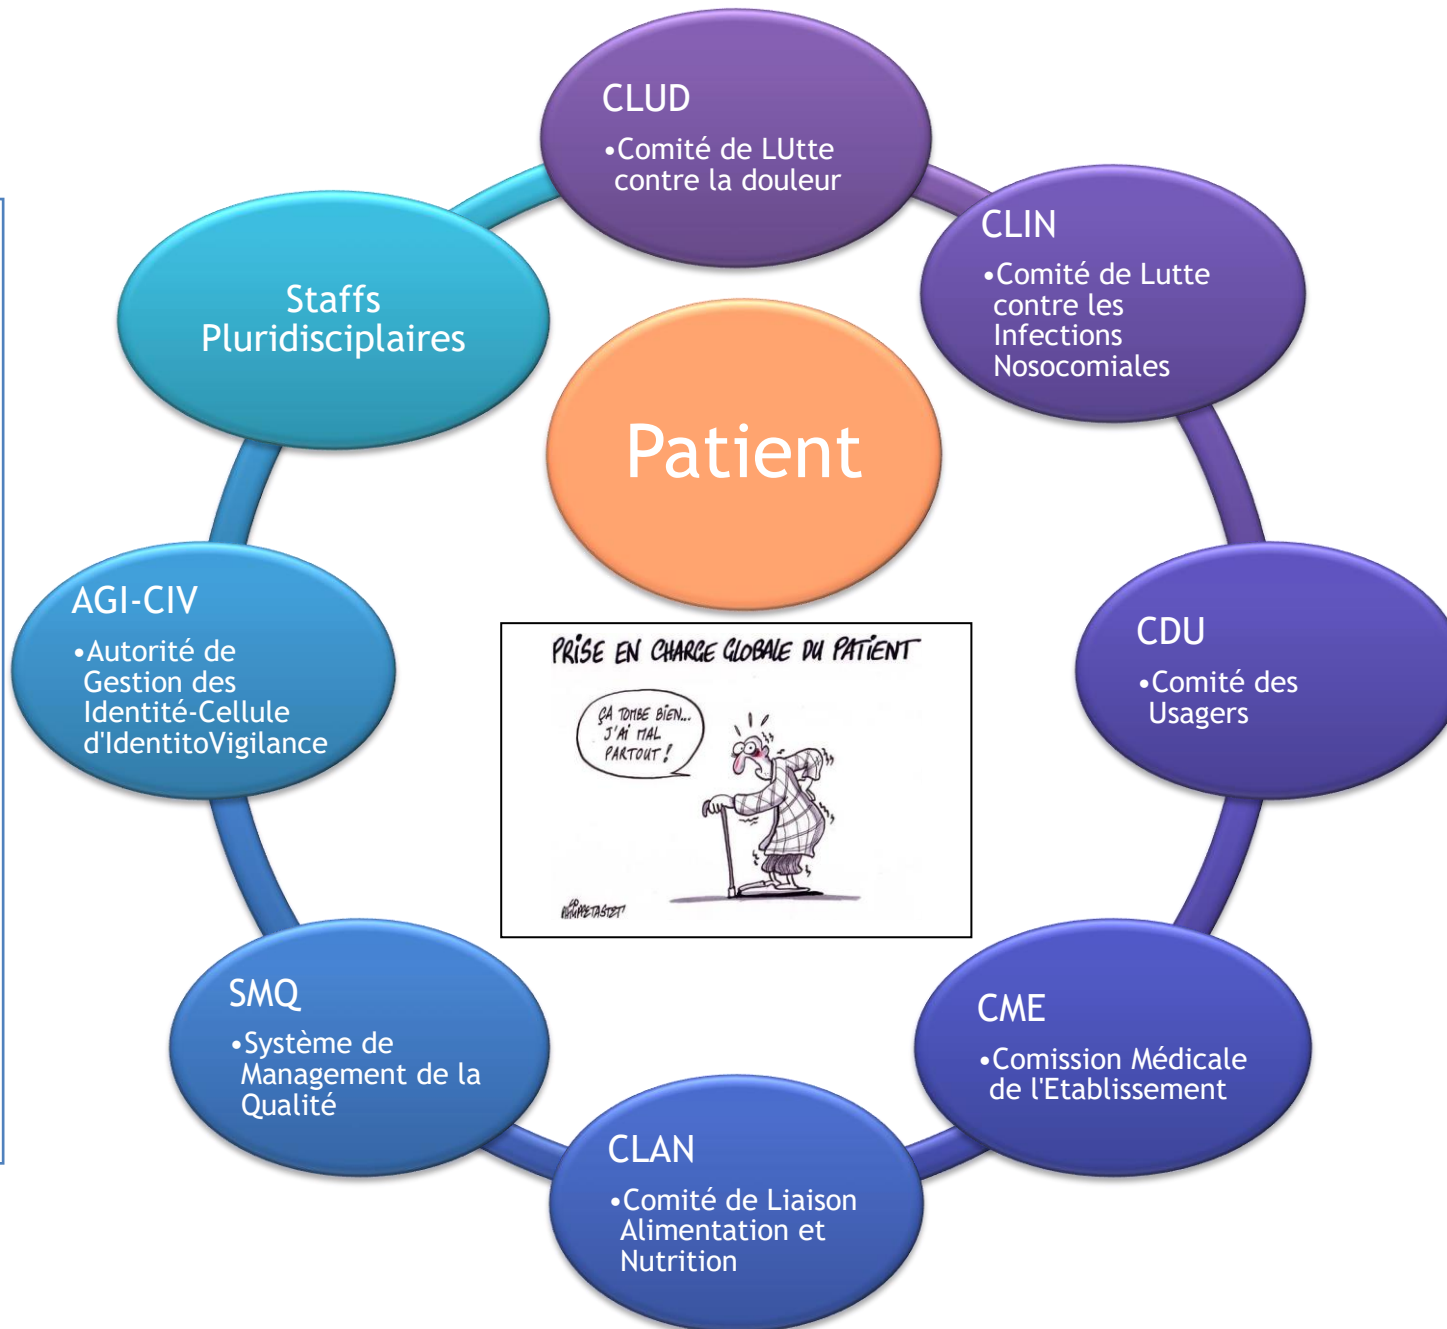 CLUD
•Comité de LUtte
contre la douleur
CLIN
•Comité de Lutte
contre les
Infections
Nosocomiales
Staffs
Pluridisciplaires
Patient
AGI-CIV
•Autorité de
Gestion des
Identité-Cellule
d'IdentitoVigilance
CDU
•Comité des
Usagers
PRISE EN CHARGE GLOBALE DU PATIENT
ÇA TOMBE BIEN...
J'AI MAL
PARTOUT !
PHILIPPE TASTET
SMQ
•Système de
Management de la
Qualité
CME
•Comission Médicale
de l'Etablissement
CLAN
•Comité de Liaison
Alimentation et
Nutrition